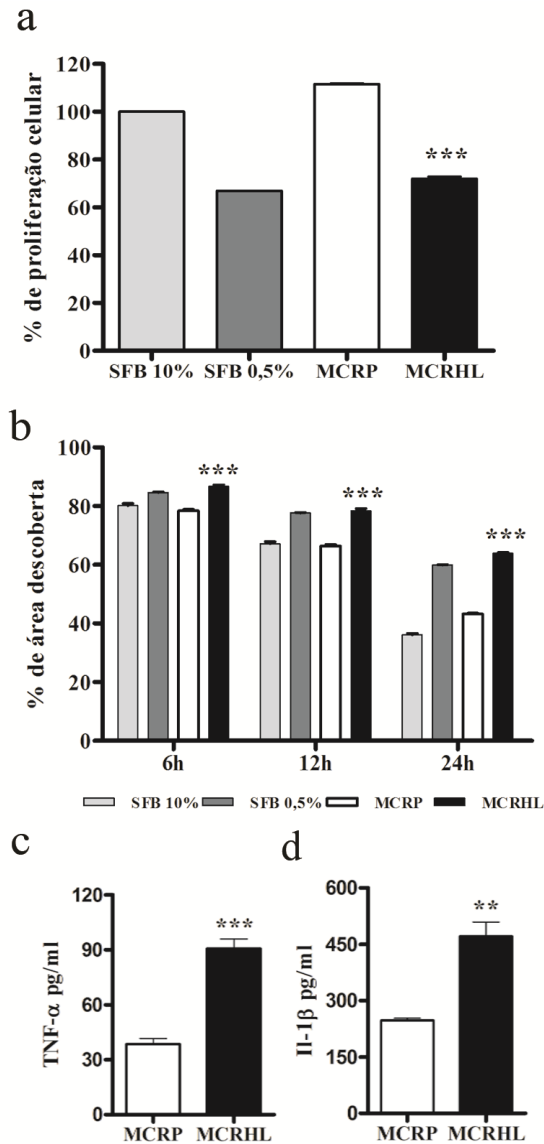 a
% de proliferação celular
120
100
80
60
40
20
0
***
SFB 10% SFB 0,5% MCRP MCRHL
b
% de área descoberta
100
80
60
40
20
0
*** *** ***
6h 12h 24h
SFB 10% SFB 0,5% MCRP MCRHL
c
TNF-α pg/ml
120
90
60
30
0
***
MCRP MCRHL
d
Il-1β pg/ml
600
450
300
150
0
**
MCRP MCRHL